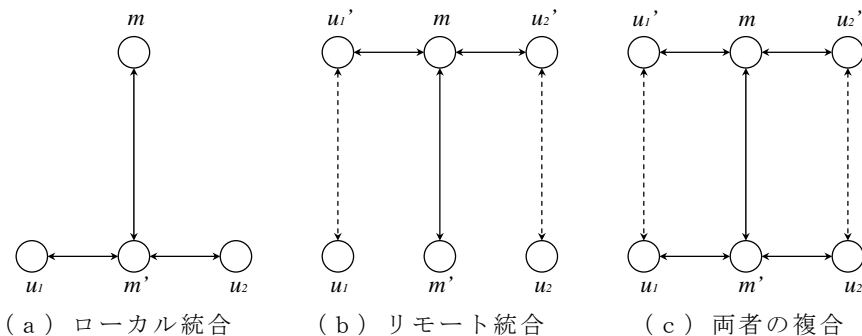 m
u₁' m u₂'
u₁' m u₂'
u₁ m' u₂
u₁ m' u₂
u₁ m' u₂
(a) ローカル統合
(b) リモート統合
(c) 両者の複合